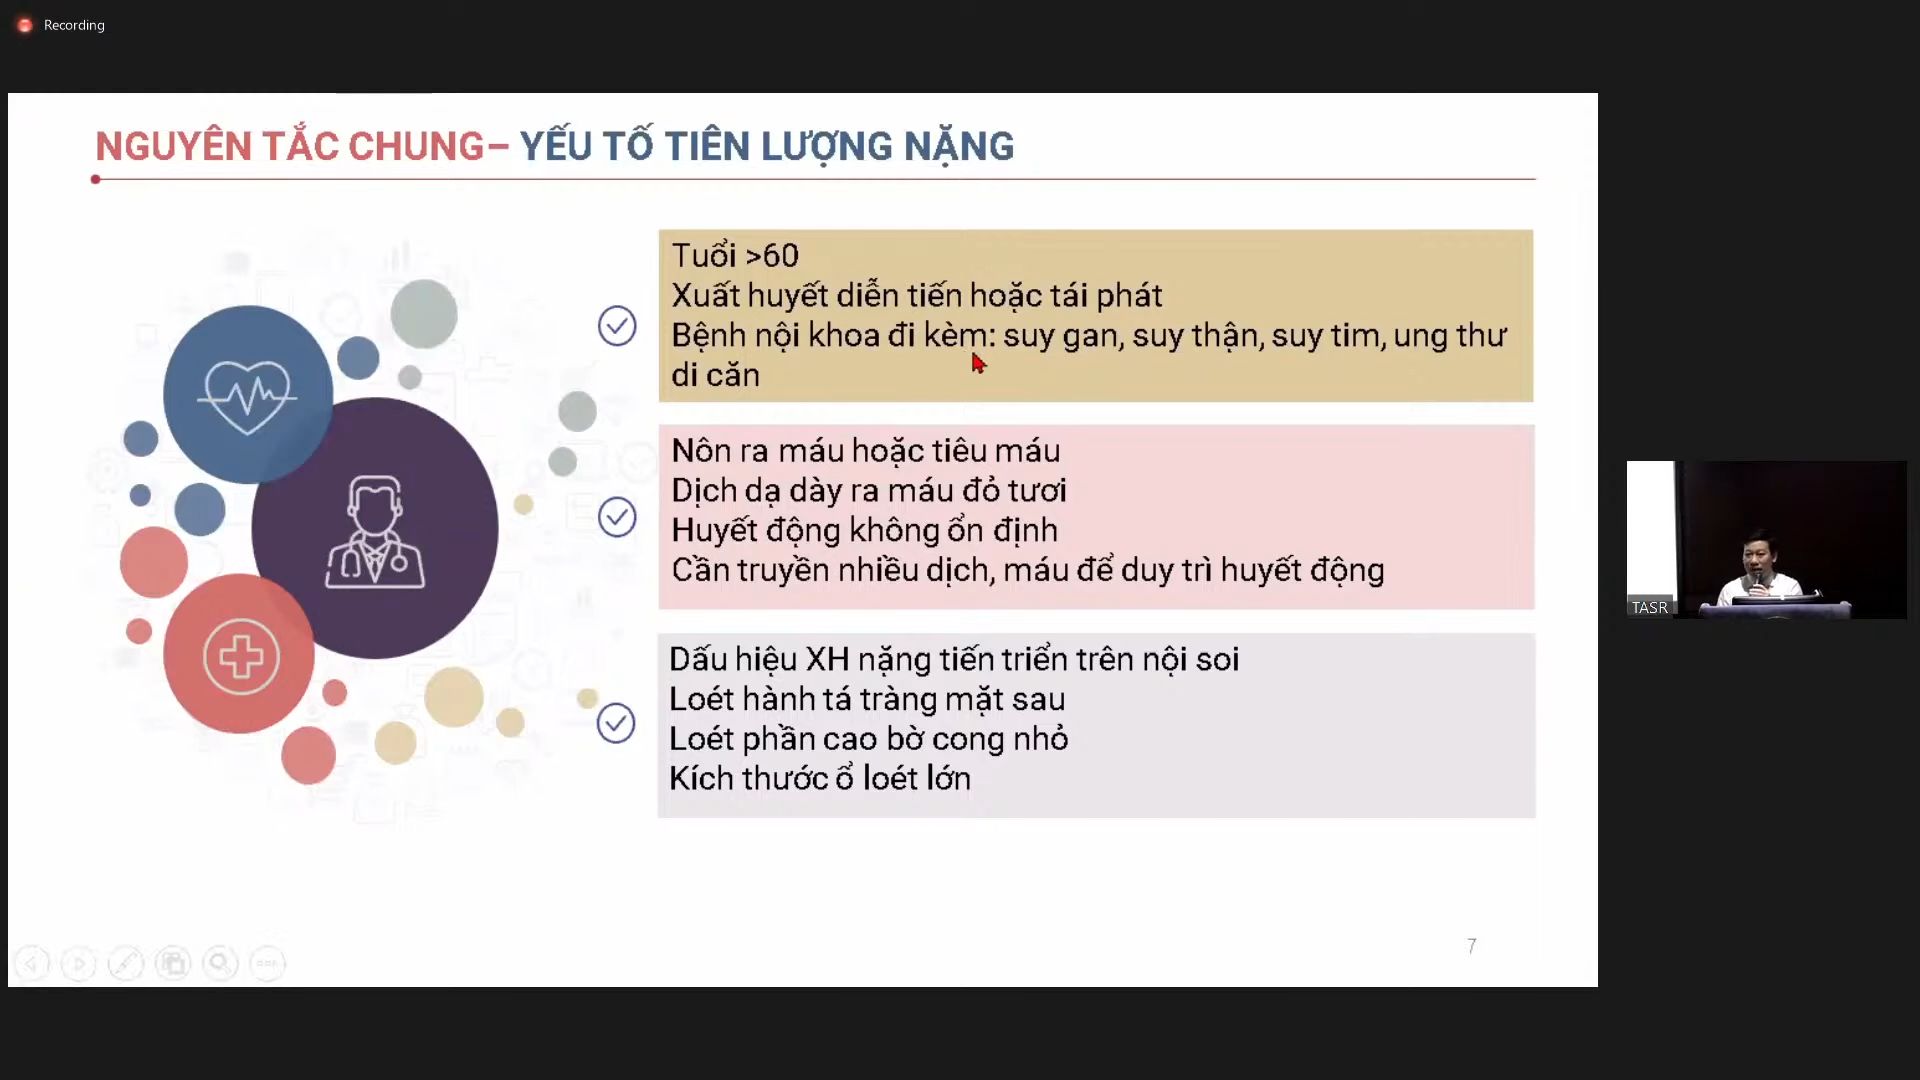 Recording
NGUYÊN TẮC CHUNG– YẾU TỐ TIÊN LƯỢNG NẶNG
Tuổi >60
Xuất huyết diễn tiến hoặc tái phát
Bệnh nội khoa đi kèm: suy gan, suy thận, suy tim, ung thư
di căn
Nôn ra máu hoặc tiêu máu
Dịch dạ dày ra máu đỏ tươi
Huyết động không ổn định
Cần truyền nhiều dịch, máu để duy trì huyết động
Dấu hiệu XH nặng tiến triển trên nội soi
Loét hành tá tràng mặt sau
Loét phần cao bờ cong nhỏ
Kích thước ổ loét lớn
7
TASR